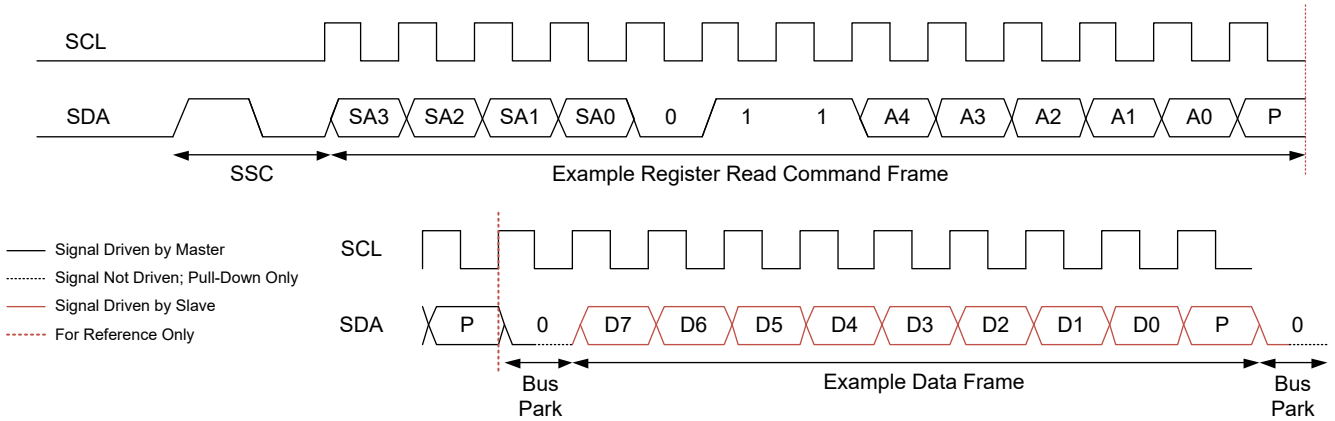 SCL
SDA SA3 SA2 SA1 SA0 0 1 1 A4 A3 A2 A1 A0 P
SSC Example Register Read Command Frame
Signal Driven by Master
Signal Not Driven; Pull-Down Only
Signal Driven by Slave
For Reference Only
SCL
SDA P 0 D7 D6 D5 D4 D3 D2 D1 D0 P 0
Bus Park
Example Data Frame
Bus Park